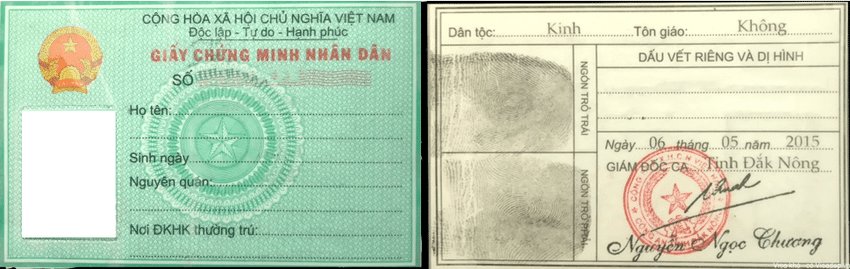 CỘNG HÒA XÃ HỘI CHỦ NGHĨA VIỆT NAM
Độc lập - Tự do - Hạnh phúc
GIẤY CHỨNG MINH NHÂN DÂN
SỐ
Họ tên:
Sinh ngày
Nguyên quán:
Nơi ĐKHK thường trú:
Dân tộc: Kinh Tôn giáo: Không
NGÓN TRỎ TRÁI
NGÓN TRỎ PHẢI
DẤU VẾT RIÊNG VÀ DỊ HÌNH
Ngày 06 tháng 05 năm 2015
GIÁM ĐỐC CA Tỉnh Đắk Nông
Nguyễn Ngọc Chương